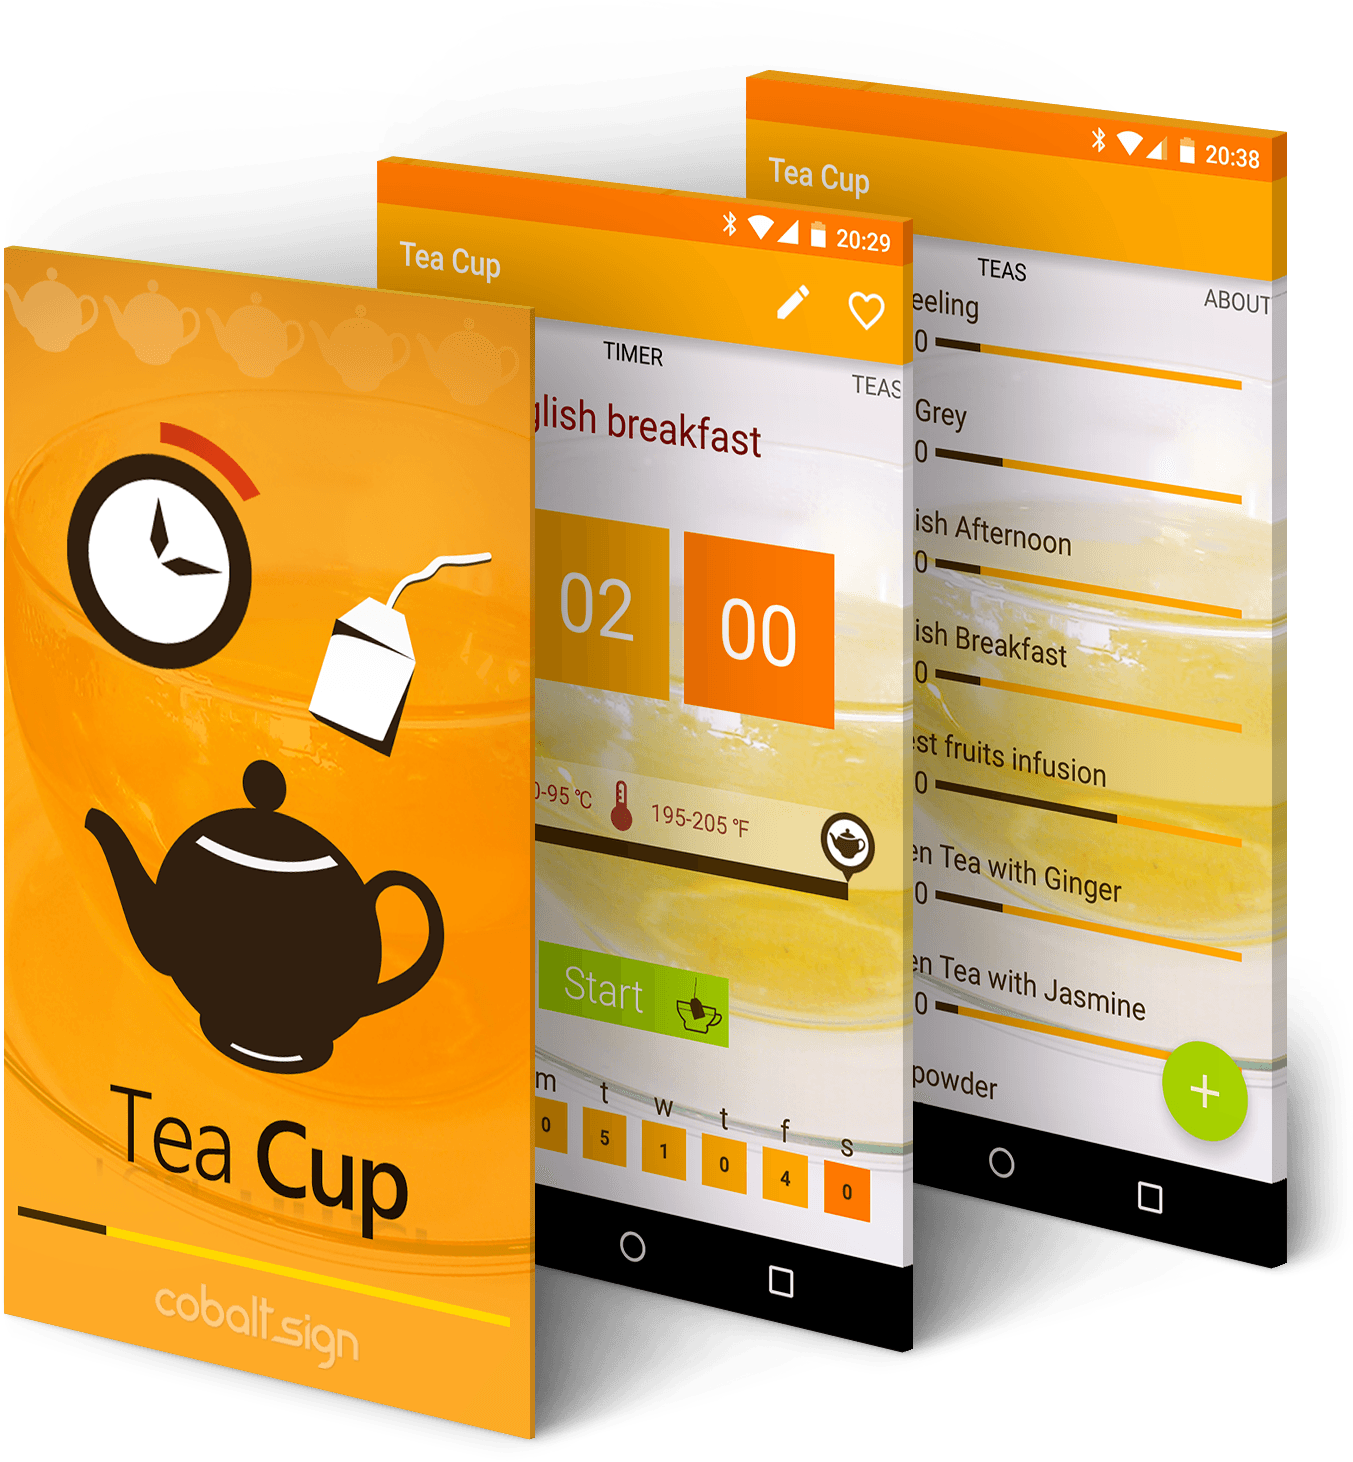 Tea Cup
cobalt sign
20:29
Tea Cup
TIMER
TEAS
glish breakfast
02 00
0-95 °C 195-205 °F
Start
m t w t f s
0 5 1 0 4 0
20:38
Tea Cup
TEAS
ABOUT
eeling
0
Grey
0
ish Afternoon
0
ish Breakfast
0
est fruits infusion
0
en Tea with Ginger
0
en Tea with Jasmine
0
powder
+